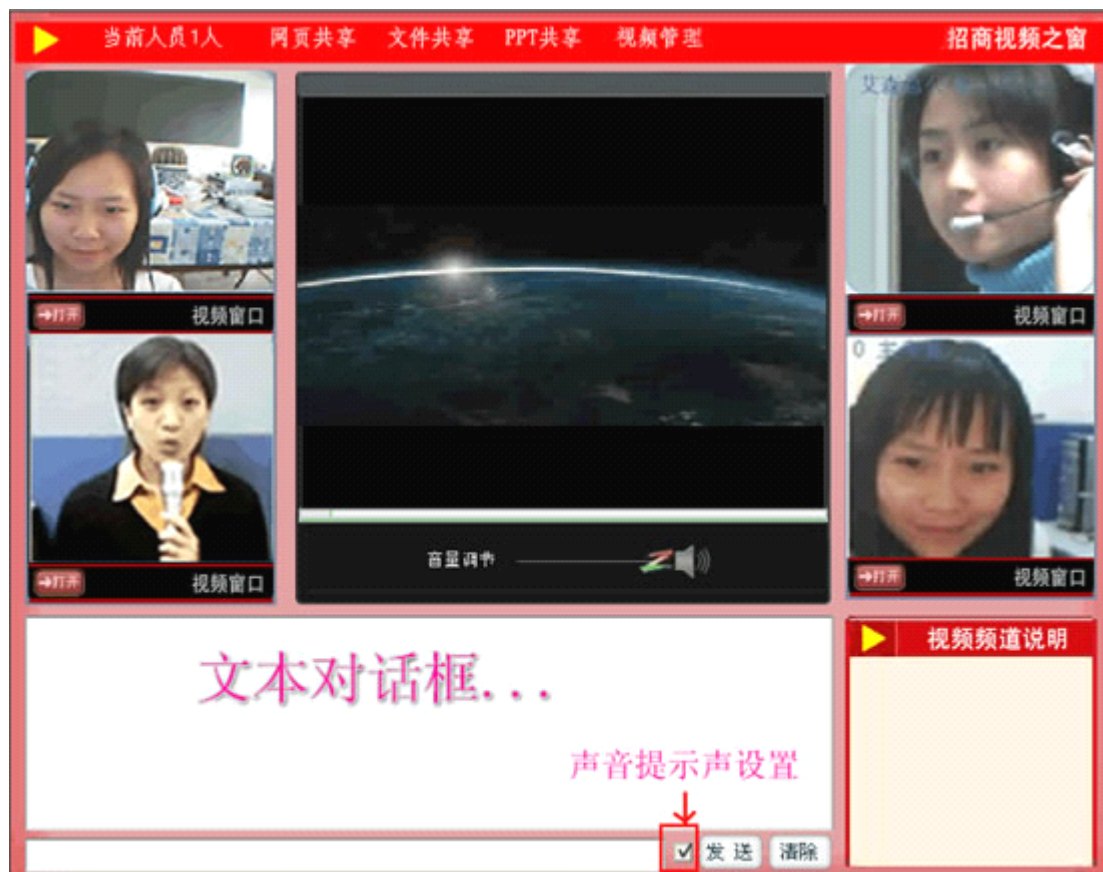 当前人员1人 网页共享 文件共享 PPT共享 视频管理 招商视频之窗
打开 视频窗口
打开 视频窗口
打开 视频窗口
打开 视频窗口
音量调节
文本对话框...
声音提示声设置
发送 清除
视频频道说明